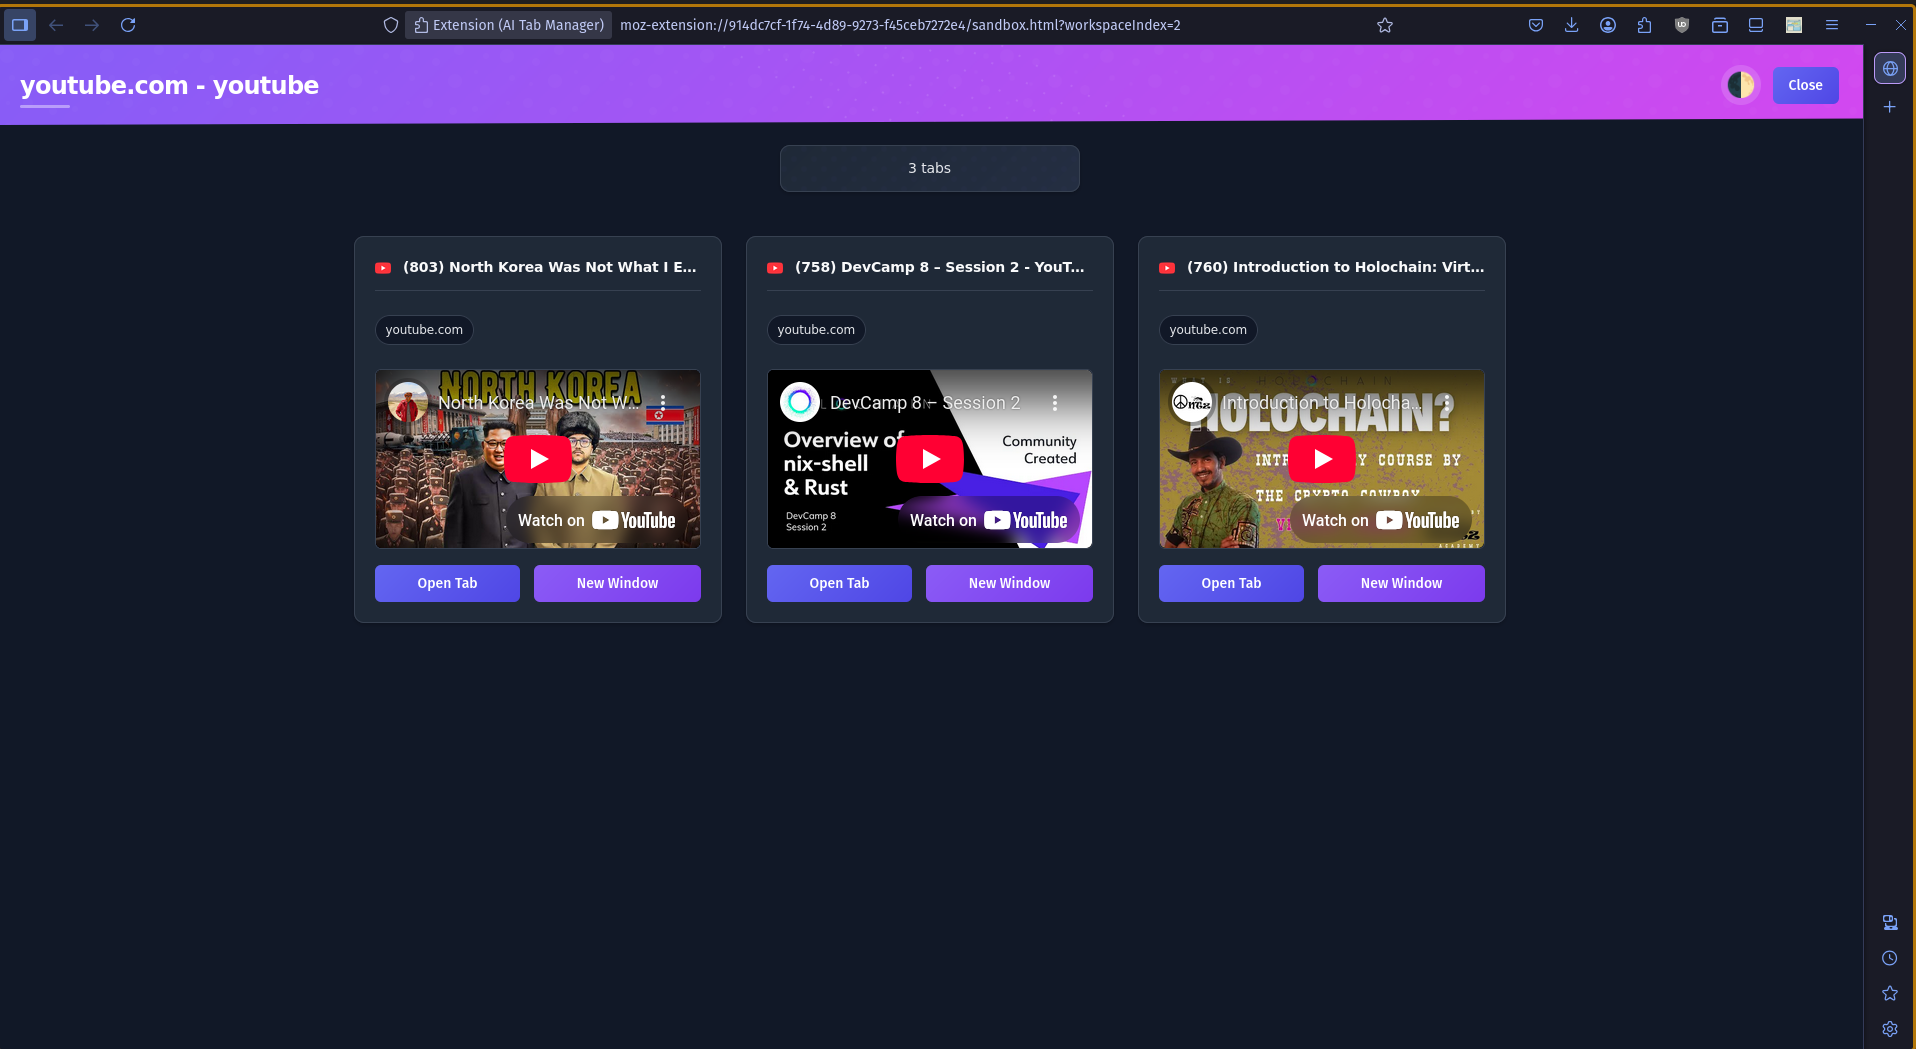 Extension (AI Tab Manager) moz-extension://914dc7cf-1f74-4d89-9273-f45ceb7272e4/sandbox.html?workspaceIndex=2
youtube.com - youtube
Close
3 tabs
(803) North Korea Was Not What I E...
youtube.com
NORTH KOREA
North Korea Was Not W...
Watch on YouTube
Open Tab
New Window
(758) DevCamp 8 – Session 2 - YouT...
youtube.com
DevCamp 8 – Session 2
Overview of
nix-shell
& Rust
Community
Created
DevCamp 8
Session 2
Watch on YouTube
Open Tab
New Window
(760) Introduction to Holochain: Virt...
youtube.com
WHAT IS HOLOCHAIN
Introduction to Holocha...
HOLOCHAIN?
COURSE BY
THE CRYPTO COWBOY
Watch on YouTube
ACADEMY
Open Tab
New Window